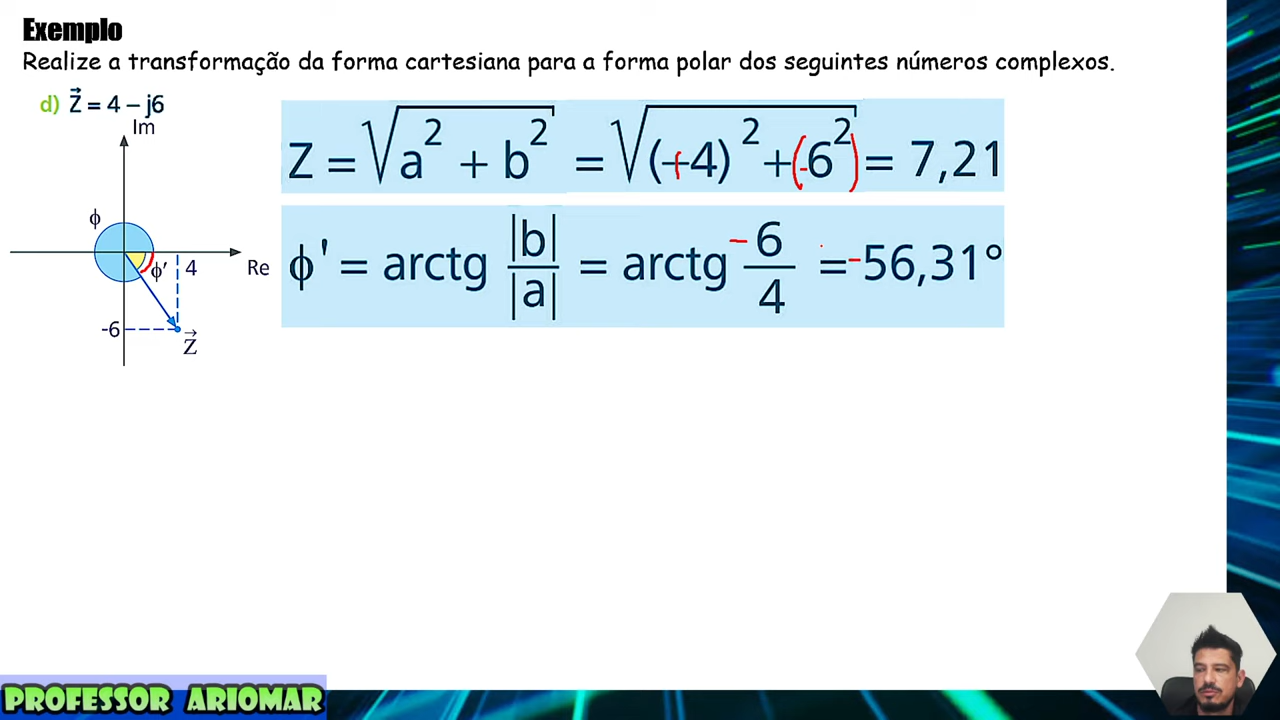 Exemplo
Realize a transformação da forma cartesiana para a forma polar dos seguintes números complexos.
d) Z⃗ = 4 – j6
Im
ϕ
ϕ′
4
Re
-6
Z⃗
Z = √a² + b² = √(+4)² + (-6²) = 7,21
ϕ' = arctg |b|/|a| = arctg -6/4 = -56,31°
PROFESSOR ARIOMAR